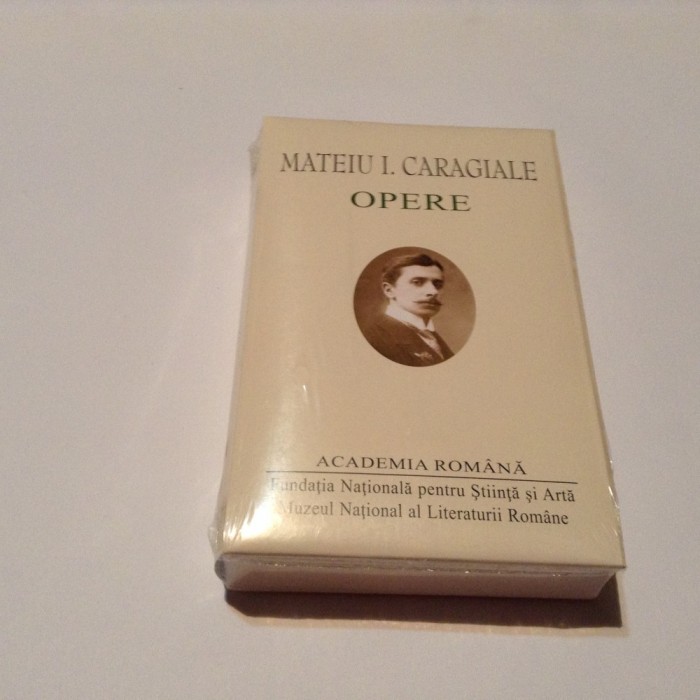 MATEIU I. CARAGIALE
OPERE
ACADEMIA ROMÂNĂ
Fundația Națională pentru Știință și Artă
Muzeul Național al Literaturii Române